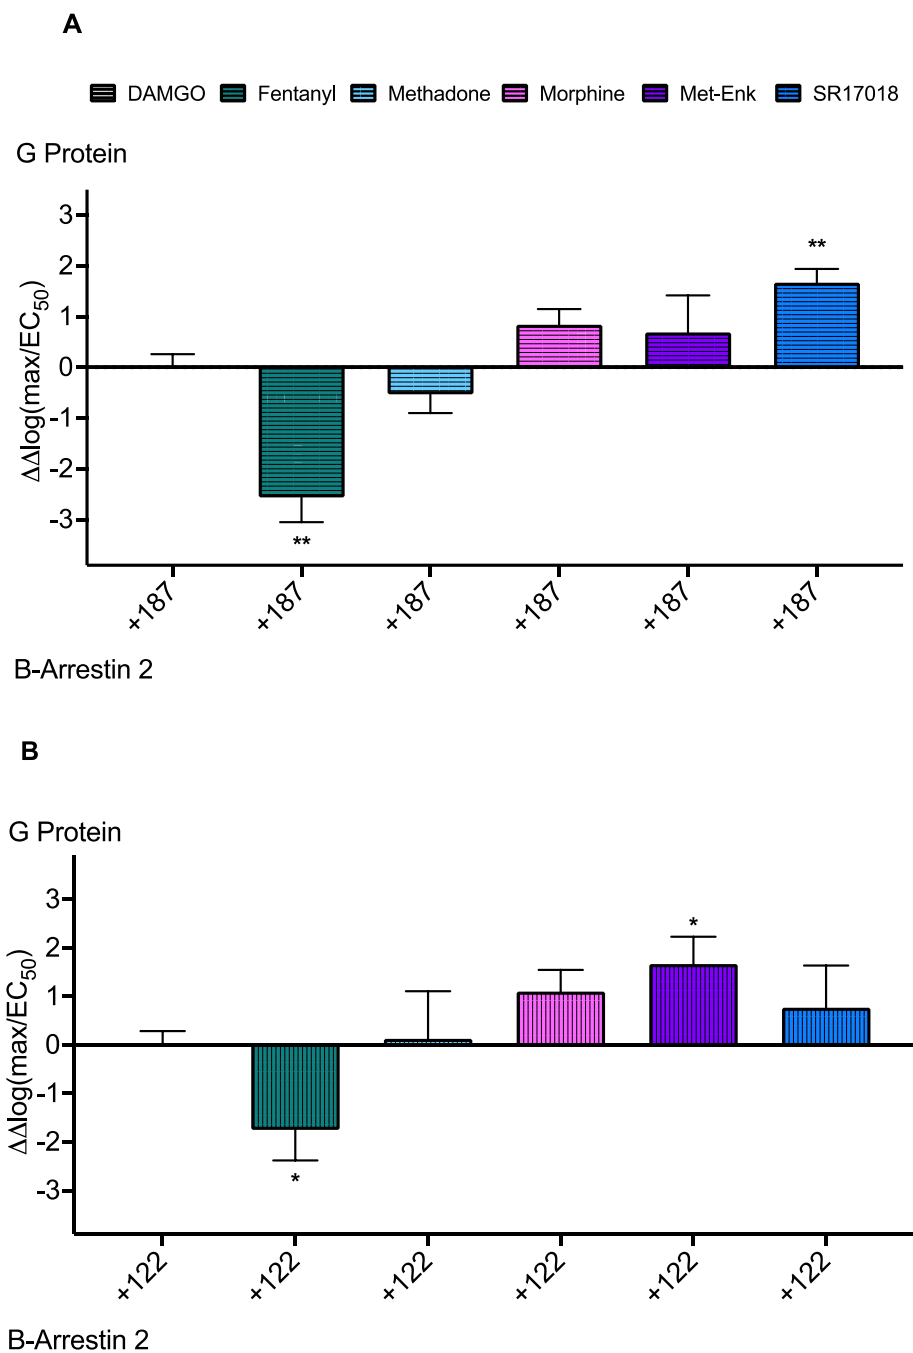 A
DAMGO Fentanyl Methadone Morphine Met-Enk SR17018
G Protein
ΔΔlog(max/EC50)
3
2
1
0
-1
-2
-3
**
**
+187 +187 +187 +187 +187 +187
B-Arrestin 2
B
G Protein
ΔΔlog(max/EC50)
3
2
1
0
-1
-2
-3
*
*
+122 +122 +122 +122 +122 +122
B-Arrestin 2